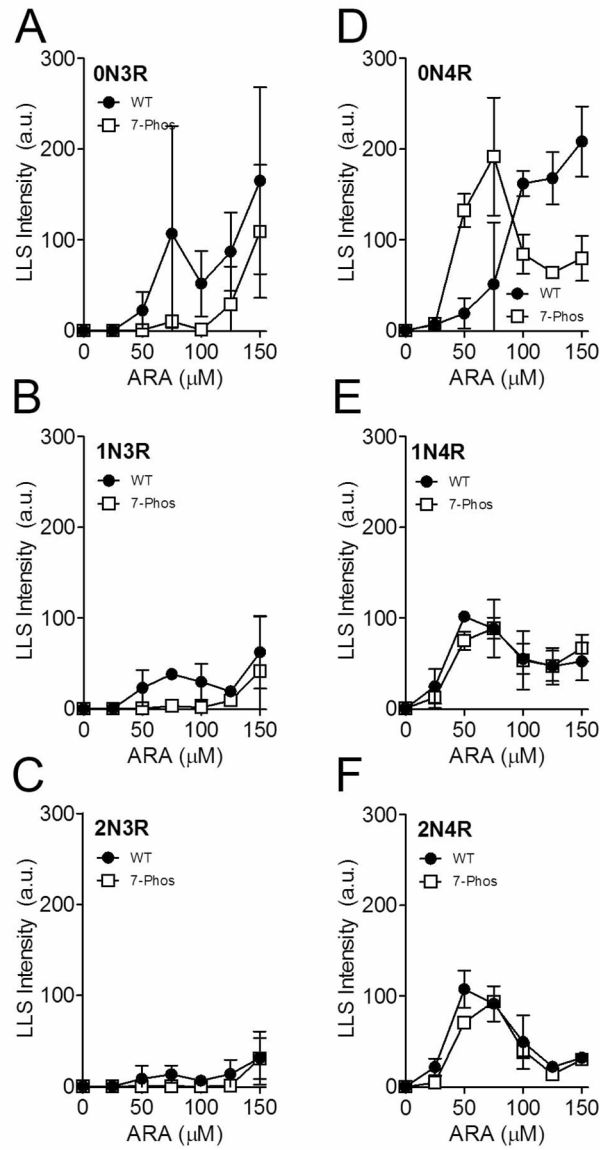 A
0N3R
WT
7-Phos
LLS Intensity (a.u.)
300
200
100
0
0
50
100
150
ARA (μM)
D
0N4R
WT
7-Phos
LLS Intensity (a.u.)
300
200
100
0
0
50
100
150
ARA (μM)
B
1N3R
WT
7-Phos
LLS Intensity (a.u.)
300
200
100
0
0
50
100
150
ARA (μM)
E
1N4R
WT
7-Phos
LLS Intensity (a.u.)
300
200
100
0
0
50
100
150
ARA (μM)
C
2N3R
WT
7-Phos
LLS Intensity (a.u.)
300
200
100
0
0
50
100
150
ARA (μM)
F
2N4R
WT
7-Phos
LLS Intensity (a.u.)
300
200
100
0
0
50
100
150
ARA (μM)